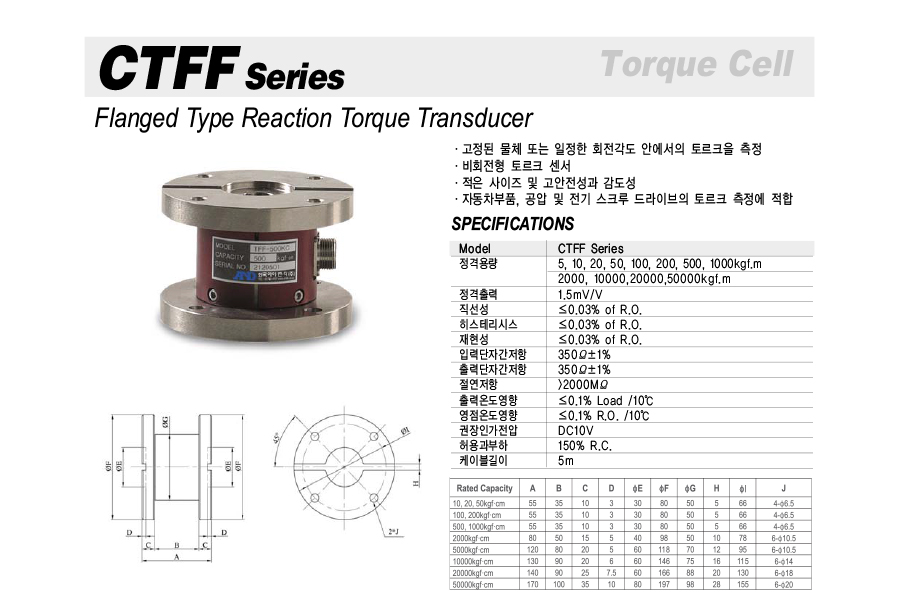 CTFF Series
Torque Cell
Flanged Type Reaction Torque Transducer
· 고정된 물체 또는 일정한 회전각도 안에서의 토르크을 측정
· 비회전형 토르크 센서
· 적은 사이즈 및 고안전성과 감도성
· 자동차부품, 공압 및 전기 스크루 드라이브의 토르크 측정에 적합
SPECIFICATIONS
Model CTFF Series
정격용량 5, 10, 20, 50, 100, 200, 500, 1000kgf.m
2000, 10000,20000,50000kgf.m
정격출력 1.5mV/V
직선성 ≤0.03% of R.O.
히스테리시스 ≤0.03% of R.O.
재현성 ≤0.03% of R.O.
입력단자간저항 350Ω±1%
출력단자간저항 350Ω±1%
절연저항 >2000MΩ
출력온도영향 ≤0.1% Load /10℃
영점온도영향 ≤0.1% R.O. /10℃
권장인가전압 DC10V
허용과부하 150% R.C.
케이블길이 5m
MODEL TFF-500KC
CAPACITY 500 kgf-m
SERIAL NO 2120601
AND
ØF ØE ØG ØE ØF
D C B C D
A
ØI
H
2*J
Rated Capacity A B C D ϕE ϕF ϕG H ϕI J
10, 20, 50kgf·cm 55 35 10 3 30 80 50 5 66 4-ϕ6.5
100, 200kgf·cm 55 35 10 3 30 80 50 5 66 4-ϕ6.5
500, 1000kgf·cm 55 35 10 3 30 80 50 5 66 4-ϕ6.5
2000kgf·cm 80 50 15 5 40 98 50 10 78 6-ϕ10.5
5000kgf·cm 120 80 20 5 60 118 70 12 95 6-ϕ10.5
10000kgf·cm 130 90 20 6 60 146 75 16 115 6-ϕ14
20000kgf·cm 140 90 25 7.5 60 166 88 20 130 6-ϕ18
50000kgf·cm 170 100 35 10 80 197 98 28 155 6-ϕ20